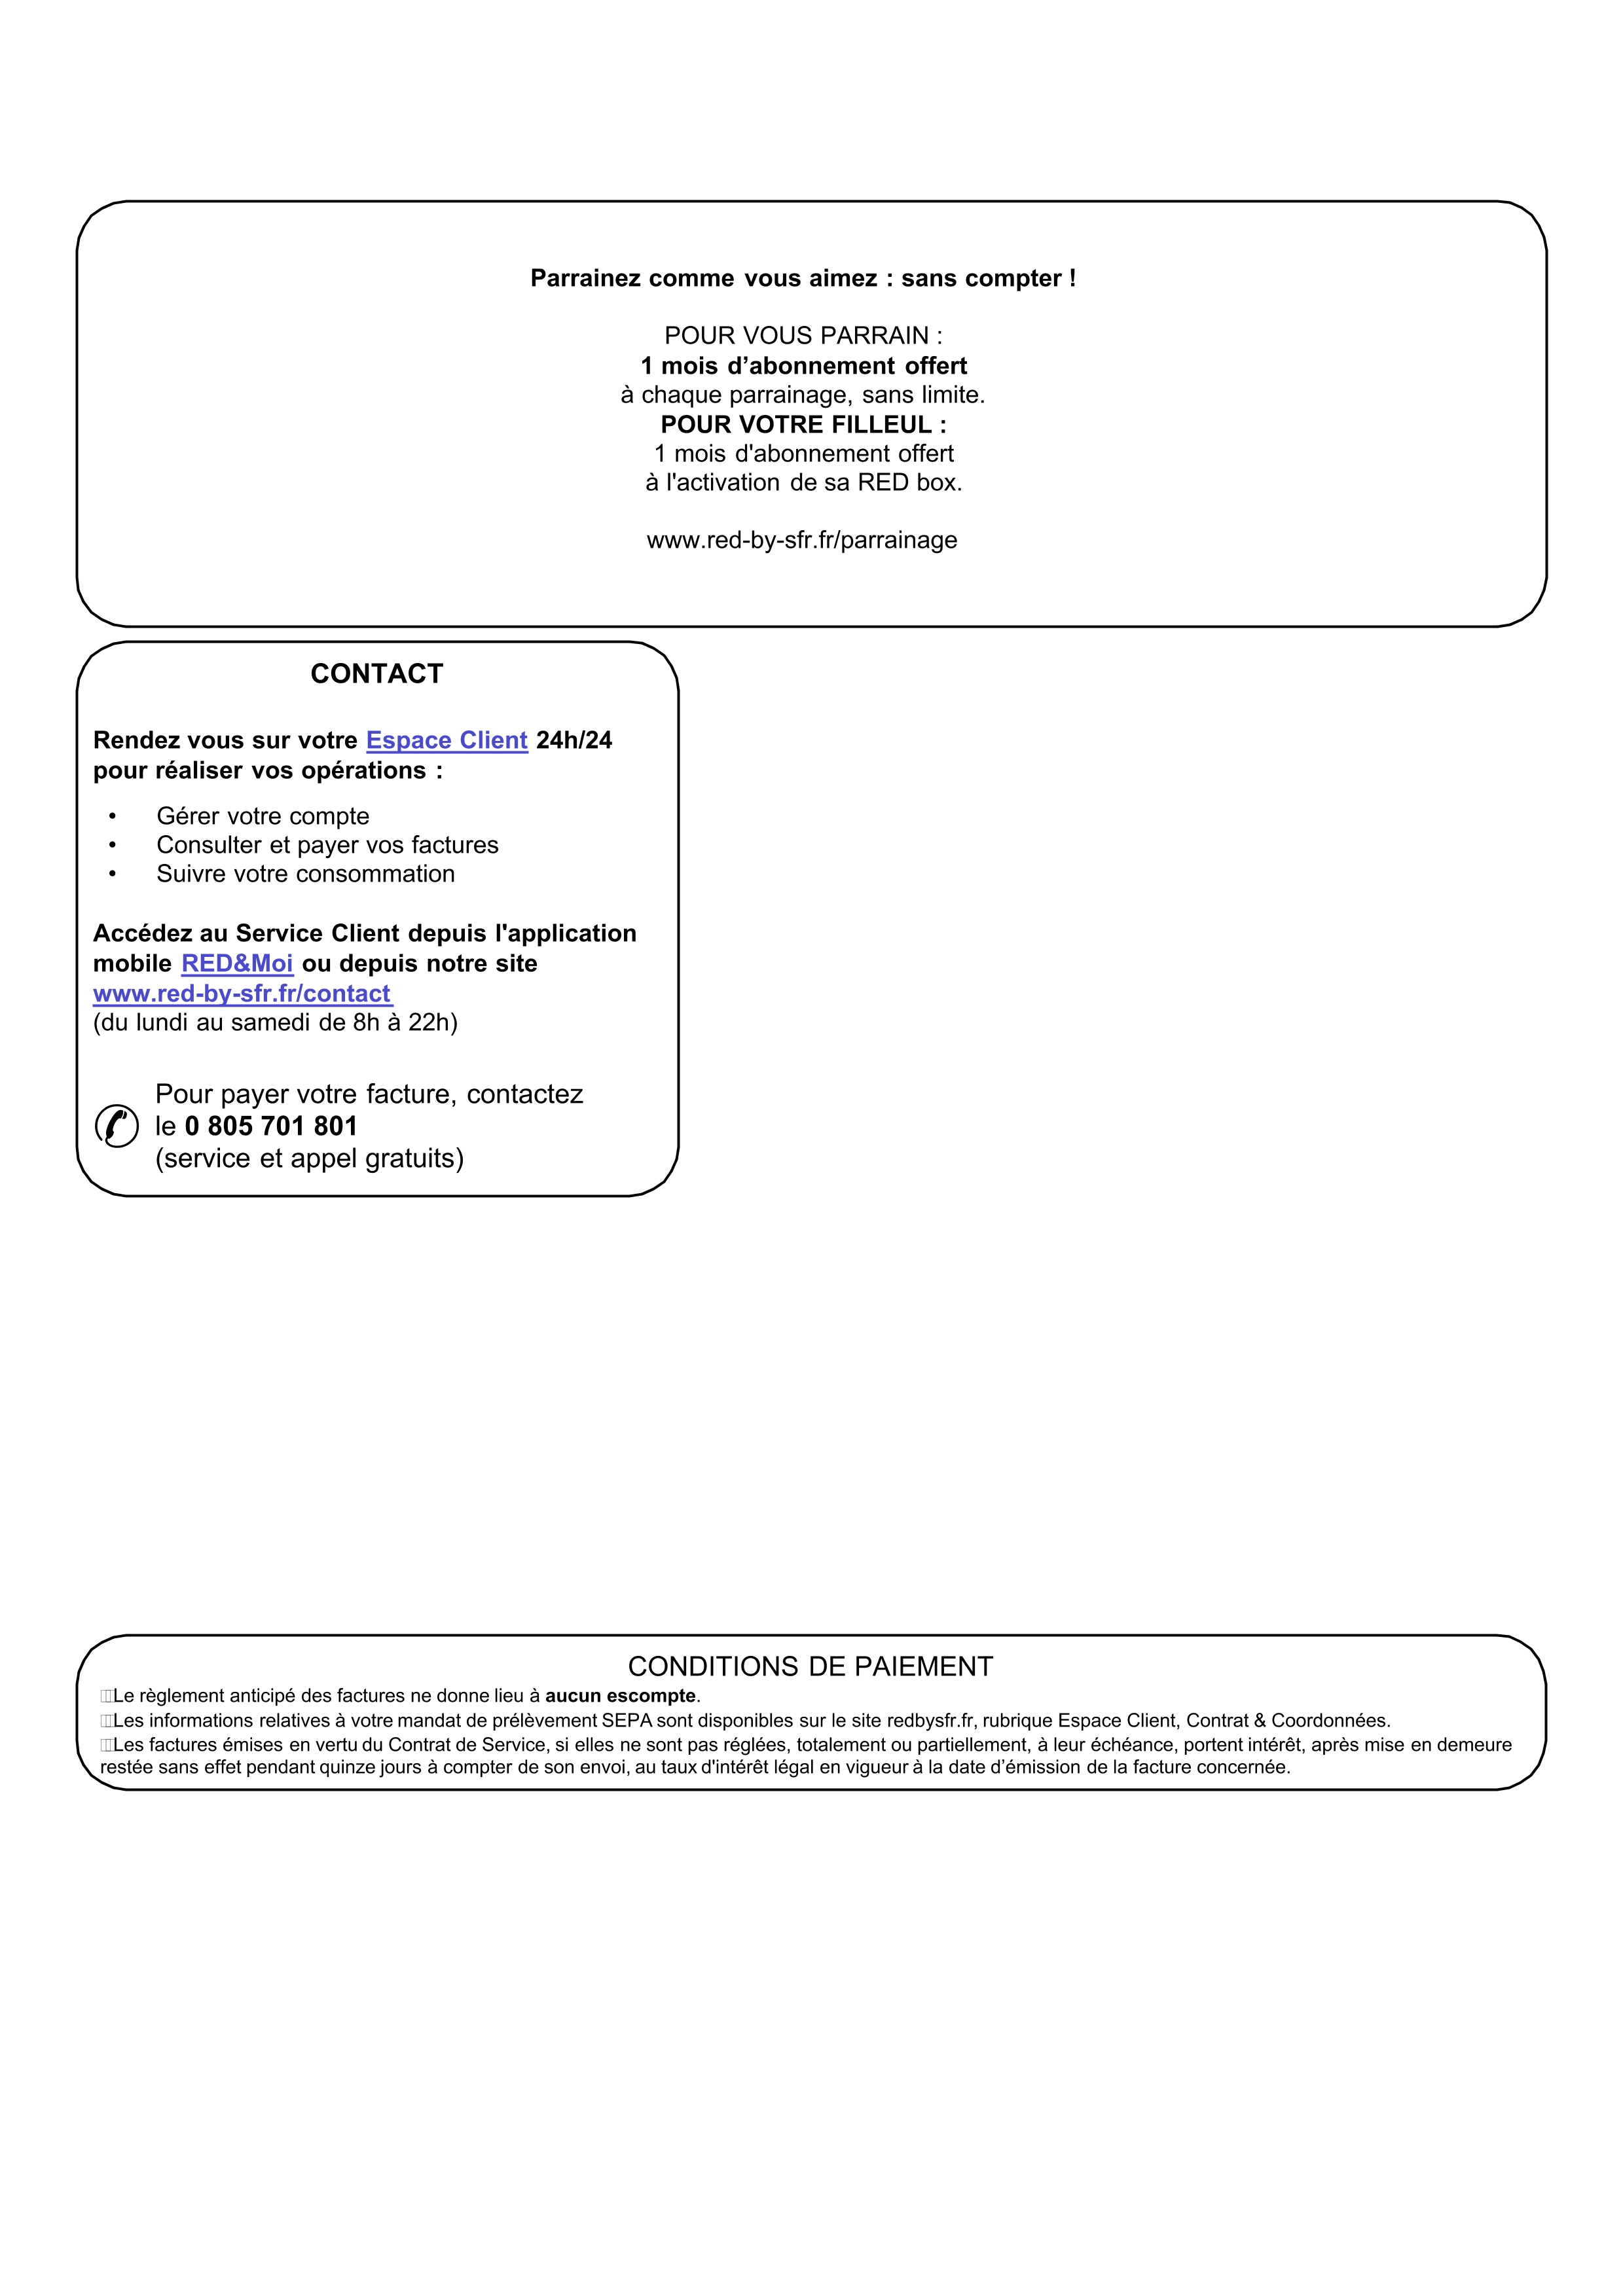 Parrainez comme vous aimez : sans compter !
POUR VOUS PARRAIN :
1 mois d’abonnement offert
à chaque parrainage, sans limite.
POUR VOTRE FILLEUL :
1 mois d'abonnement offert
à l'activation de sa RED box.
www.red-by-sfr.fr/parrainage
CONTACT
Rendez vous sur votre Espace Client 24h/24
pour réaliser vos opérations :
• Gérer votre compte
• Consulter et payer vos factures
• Suivre votre consommation
Accédez au Service Client depuis l'application
mobile RED&Moi ou depuis notre site
www.red-by-sfr.fr/contact
(du lundi au samedi de 8h à 22h)
Pour payer votre facture, contactez
le 0 805 701 801
(service et appel gratuits)
CONDITIONS DE PAIEMENT
Le règlement anticipé des factures ne donne lieu à aucun escompte.
Les informations relatives à votre mandat de prélèvement SEPA sont disponibles sur le site redbysfr.fr, rubrique Espace Client, Contrat & Coordonnées.
Les factures émises en vertu du Contrat de Service, si elles ne sont pas réglées, totalement ou partiellement, à leur échéance, portent intérêt, après mise en demeure
restée sans effet pendant quinze jours à compter de son envoi, au taux d'intérêt légal en vigueur à la date d’émission de la facture concernée.